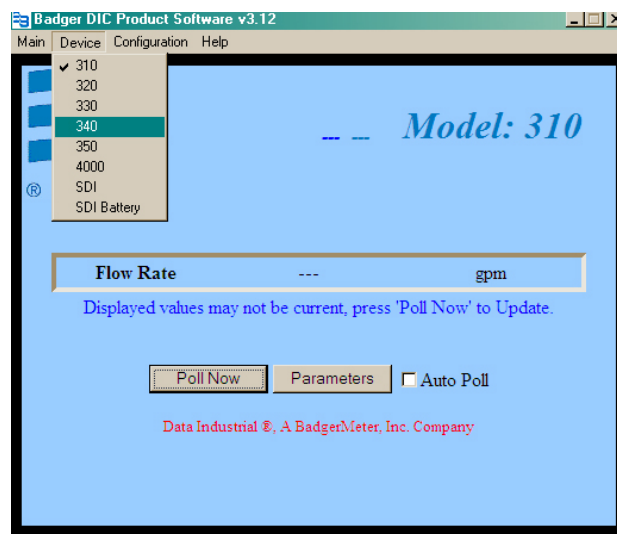 Badger DIC Product Software v3.12
Main Device Configuration Help
✓ 310
320
330
340
350
4000
SDI
SDI Battery
®
--- --- Model: 310
Flow Rate --- gpm
Displayed values may not be current, press 'Poll Now' to Update.
Poll Now Parameters Auto Poll
Data Industrial ®, A BadgerMeter, Inc. Company